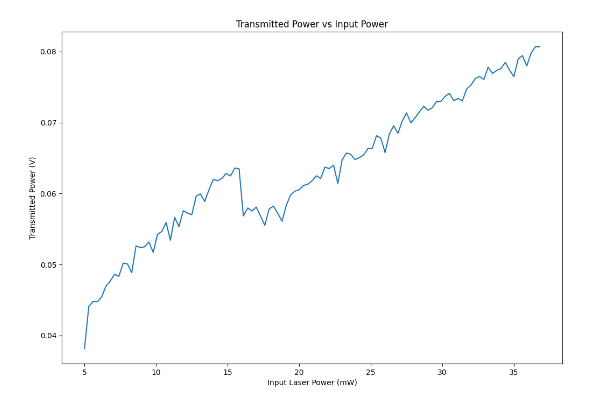 Transmitted Power vs Input Power
Transmitted Power (V)
0.08
0.07
0.06
0.05
0.04
5 10 15 20 25 30 35
Input Laser Power (mW)